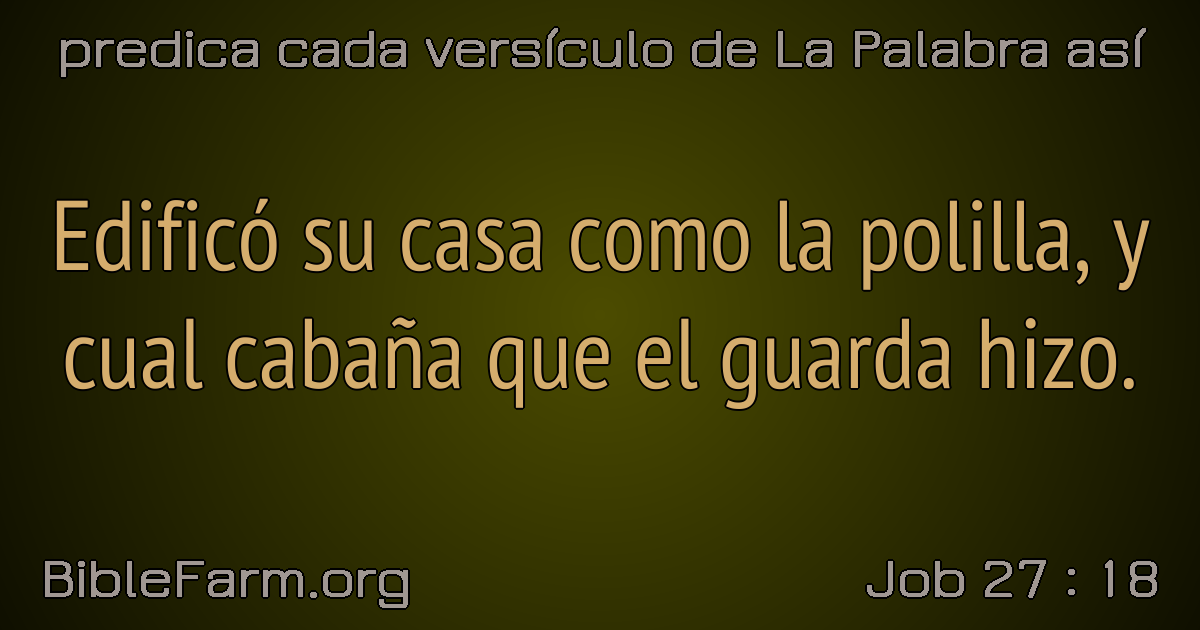 predica cada versículo de La Palabra así
Edificó su casa como la polilla, y
cual cabaña que el guarda hizo.
BibleFarm.org
Job 27 : 18